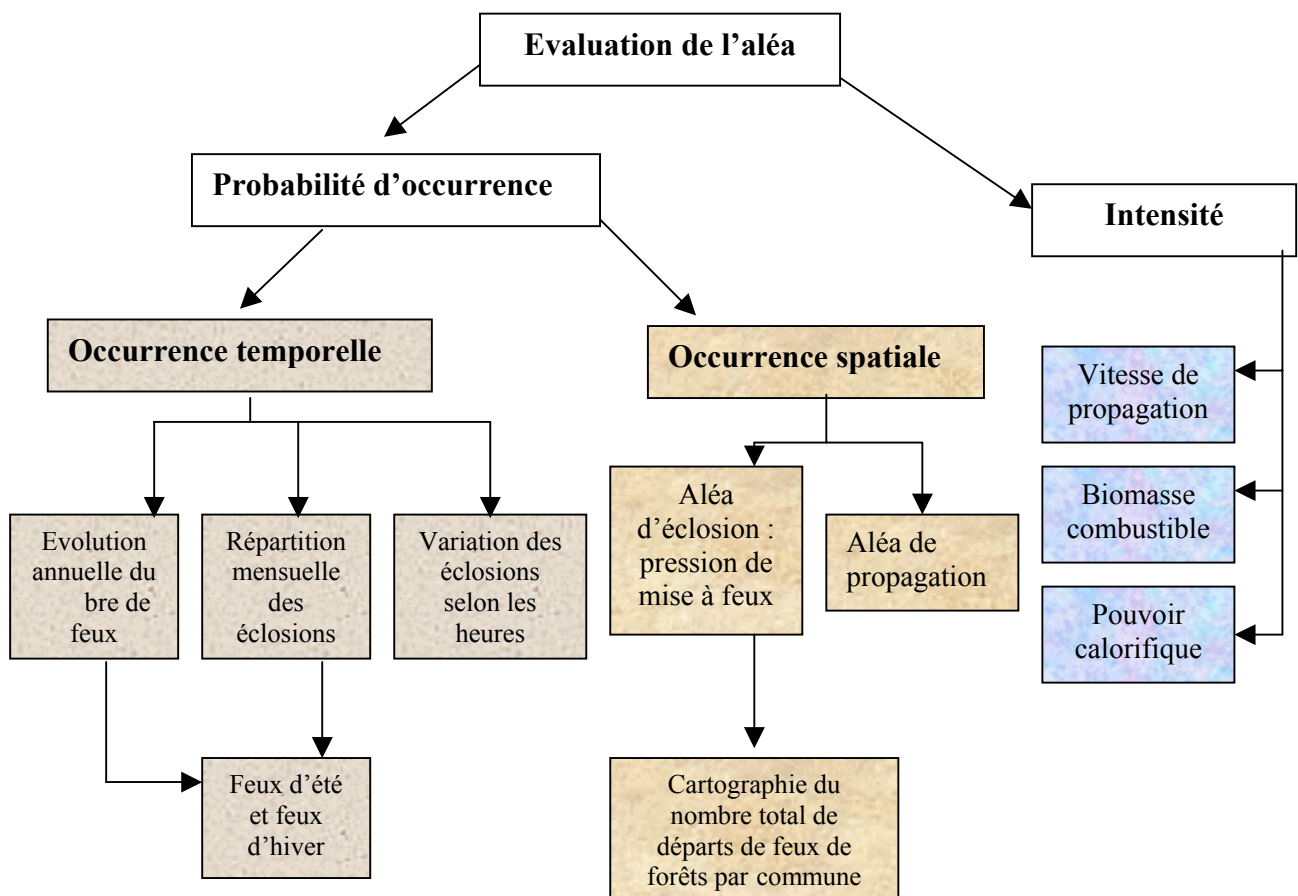 Evaluation de l’aléa
Probabilité d’occurrence
Intensité
Occurrence temporelle
Occurrence spatiale
Vitesse de
propagation
Biomasse
combustible
Pouvoir
calorifique
Evolution
annuelle du
bre de
feux
Répartition
mensuelle
des
éclosions
Variation des
éclosions
selon les
heures
Aléa
d’éclosion :
pression de
mise à feux
Aléa de
propagation
Feux d’été
et feux
d’hiver
Cartographie du
nombre total de
départs de feux de
forêts par commune